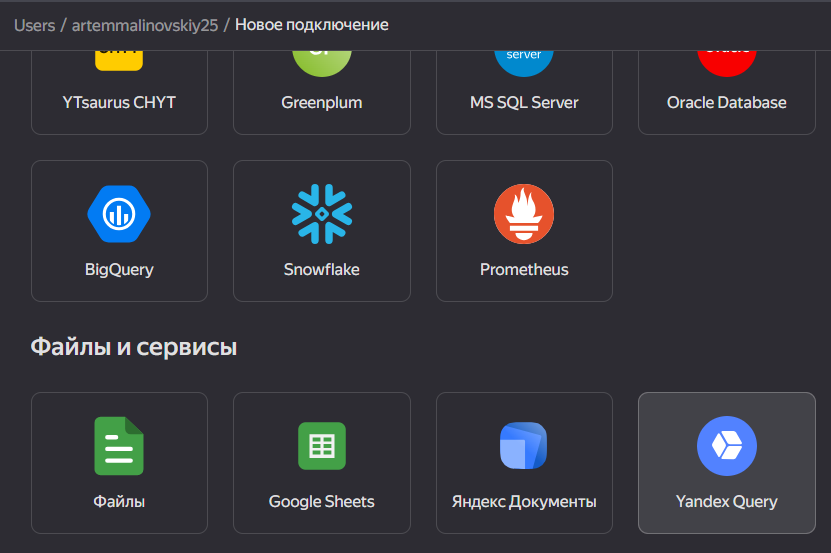 Users / artemmalinovskiy25 / Новое подключение
server
YTsaurus CHYT
Greenplum
MS SQL Server
Oracle Database
BigQuery
Snowflake
Prometheus
Файлы и сервисы
Файлы
Google Sheets
Яндекс Документы
Yandex Query